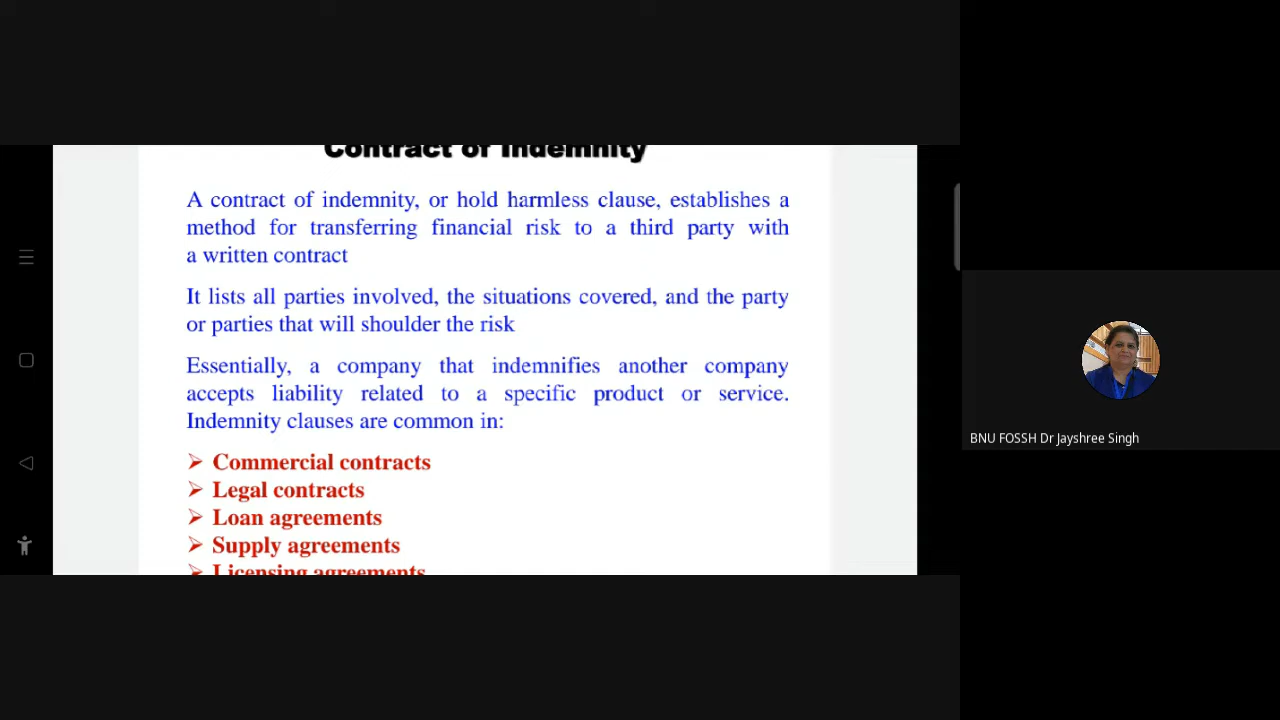 Contract of Indemnity
A contract of indemnity, or hold harmless clause, establishes a
method for transferring financial risk to a third party with
a written contract
It lists all parties involved, the situations covered, and the party
or parties that will shoulder the risk
Essentially, a company that indemnifies another company
accepts liability related to a specific product or service.
Indemnity clauses are common in:
➢ Commercial contracts
➢ Legal contracts
➢ Loan agreements
➢ Supply agreements
➢ Licensing agreements
BNU FOSSH Dr Jayshree Singh